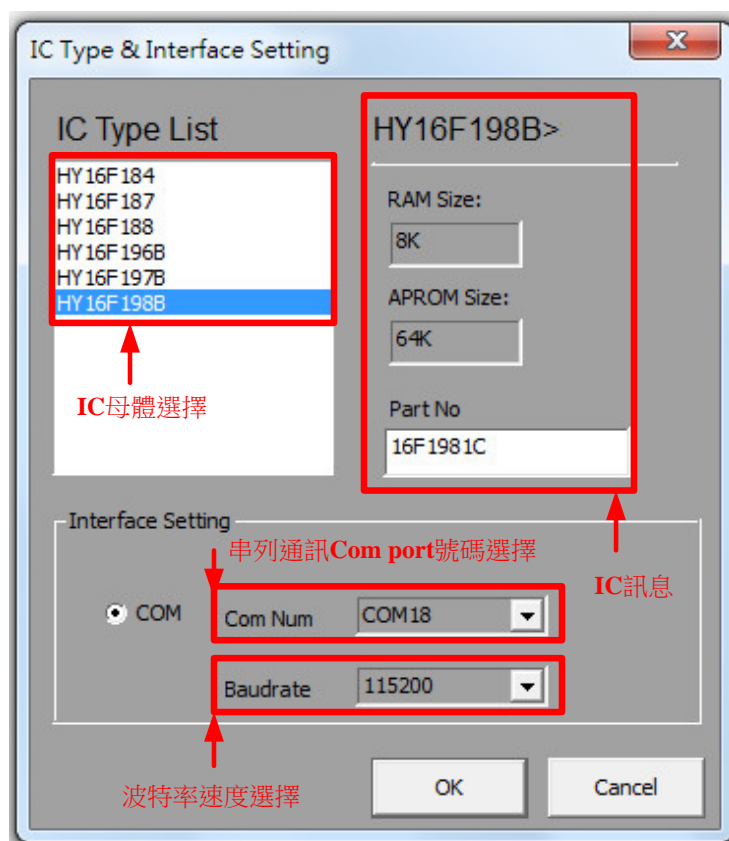 IC Type & Interface Setting
IC Type List
HY16F184
HY16F187
HY16F188
HY16F196B
HY16F197B
HY16F198B
IC母體選擇
HY16F198B>
RAM Size:
8K
APROM Size:
64K
Part No
16F1981C
IC訊息
Interface Setting
串列通訊Com port號碼選擇
COM
Com Num
COM18
Baudrate
115200
波特率速度選擇
OK
Cancel